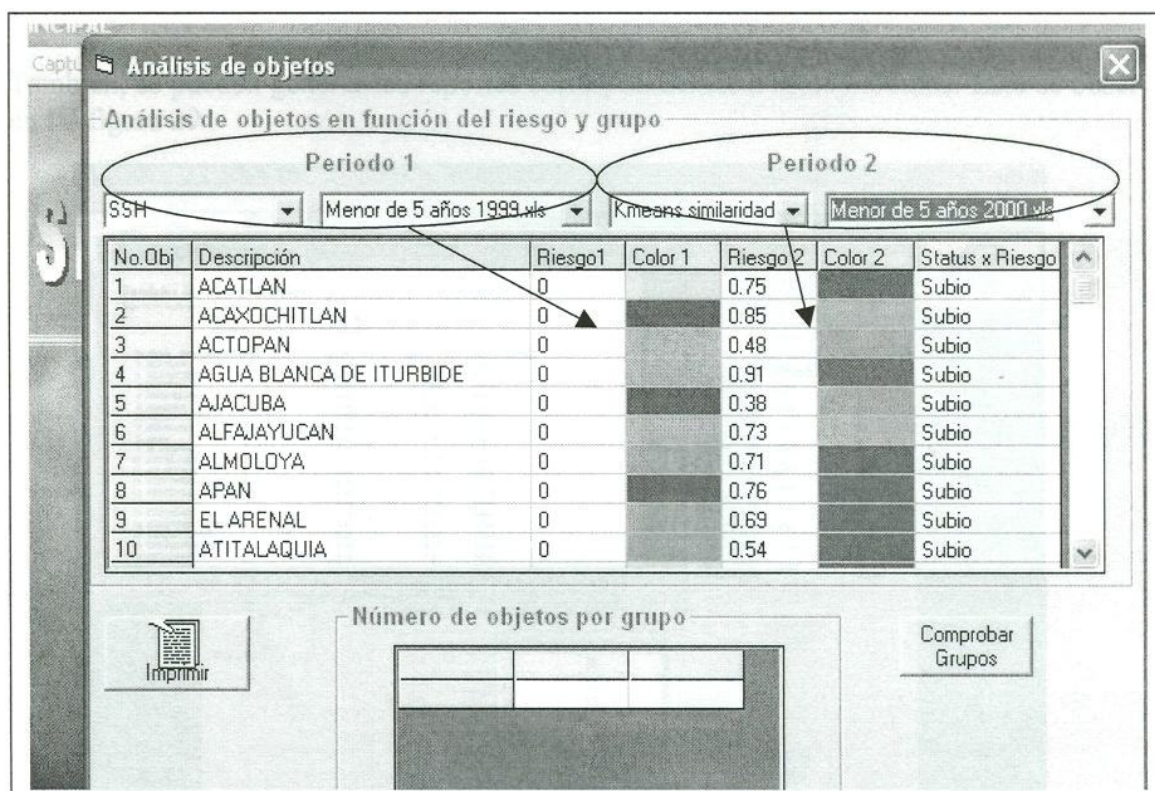 INCIPAL
Captu
Análisis de objetos
Análisis de objetos en función del riesgo y grupo
Periodo 1 Periodo 2
SSH Menor de 5 años 1999.xls Kmeans similaridad Menor de 5 años 2000.xls
No.Obj Descripción Riesgo1 Color 1 Riesgo 2 Color 2 Status x Riesgo
1 ACATLAN 0 0.75 Subio
2 ACAXOCHITLAN 0 0.85 Subio
3 ACTOPAN 0 0.48 Subio
4 AGUA BLANCA DE ITURBIDE 0 0.91 Subio
5 AJACUBA 0 0.38 Subio
6 ALFAJAYUCAN 0 0.73 Subio
7 ALMOLOYA 0 0.71 Subio
8 APAN 0 0.76 Subio
9 EL ARENAL 0 0.69 Subio
10 ATITALAQUIA 0 0.54 Subio
Imprimir
Número de objetos por grupo
Comprobar
Grupos